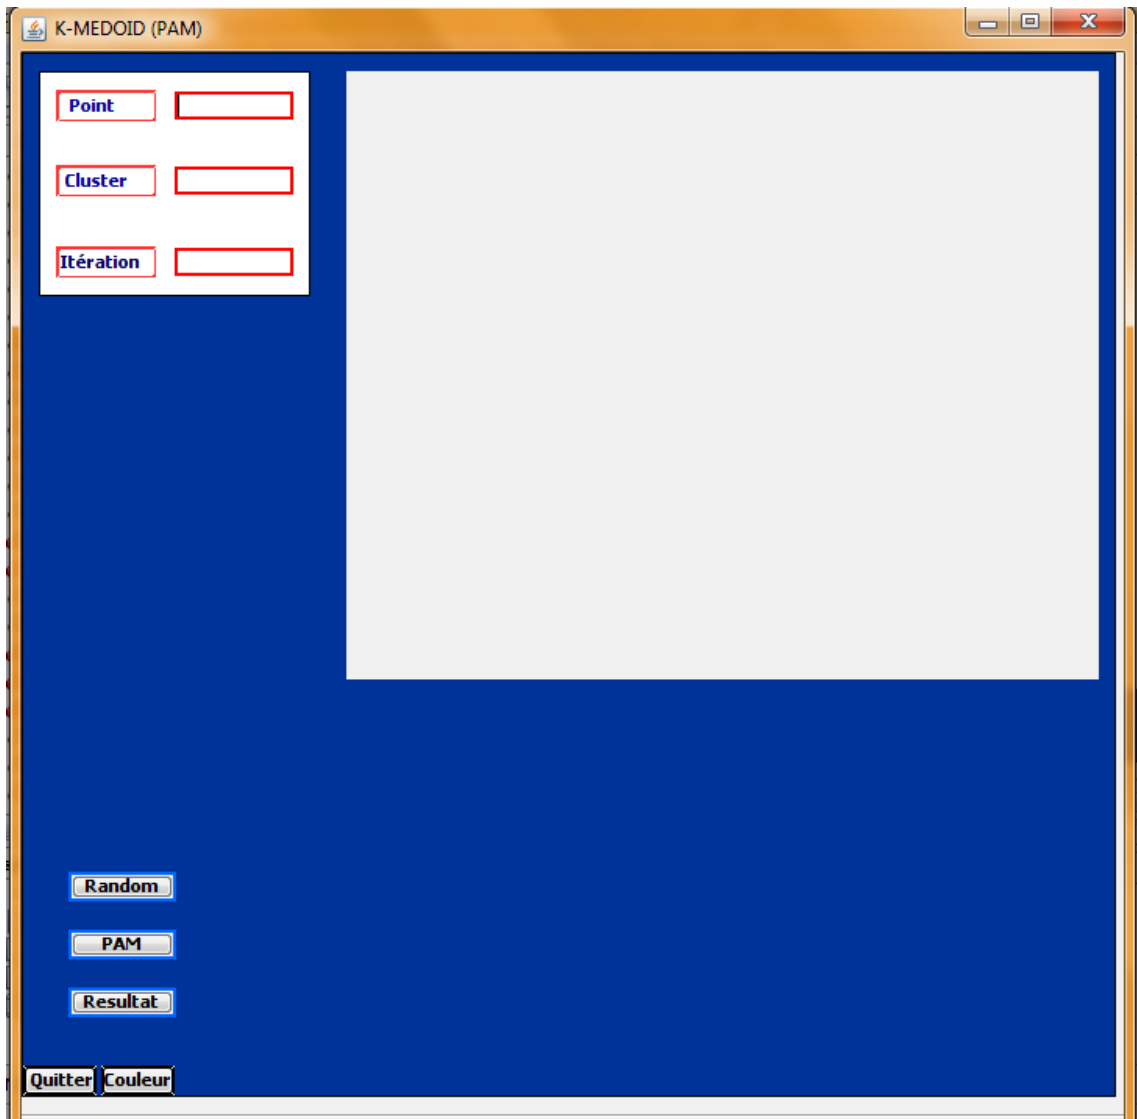 K-MEDOID (PAM)
Point
Cluster
Itération
Random
PAM
Resultat
Quitter Couleur